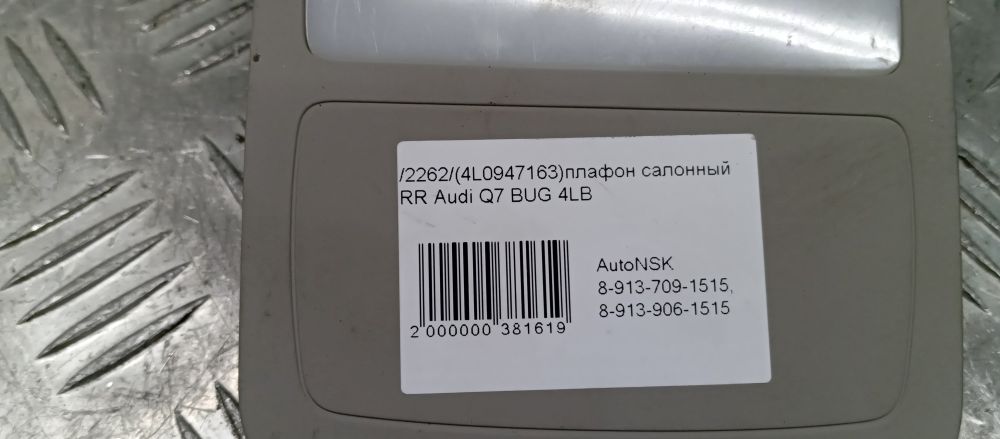 /2262/(4L0947163)плафон салонный
RR Audi Q7 BUG 4LB
AutoNSK
8-913-709-1515,
8-913-906-1515
2 000000 381619